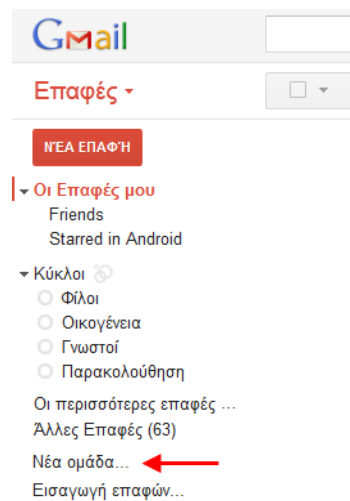 Gmail
Επαφές
ΝΈΑ ΕΠΑΦΉ
Οι Επαφές μου
Friends
Starred in Android
Κύκλοι
Φίλοι
Οικογένεια
Γνωστοί
Παρακολούθηση
Οι περισσότερες επαφές ...
Άλλες Επαφές (63)
Νέα ομάδα...
Εισαγωγή επαφών...